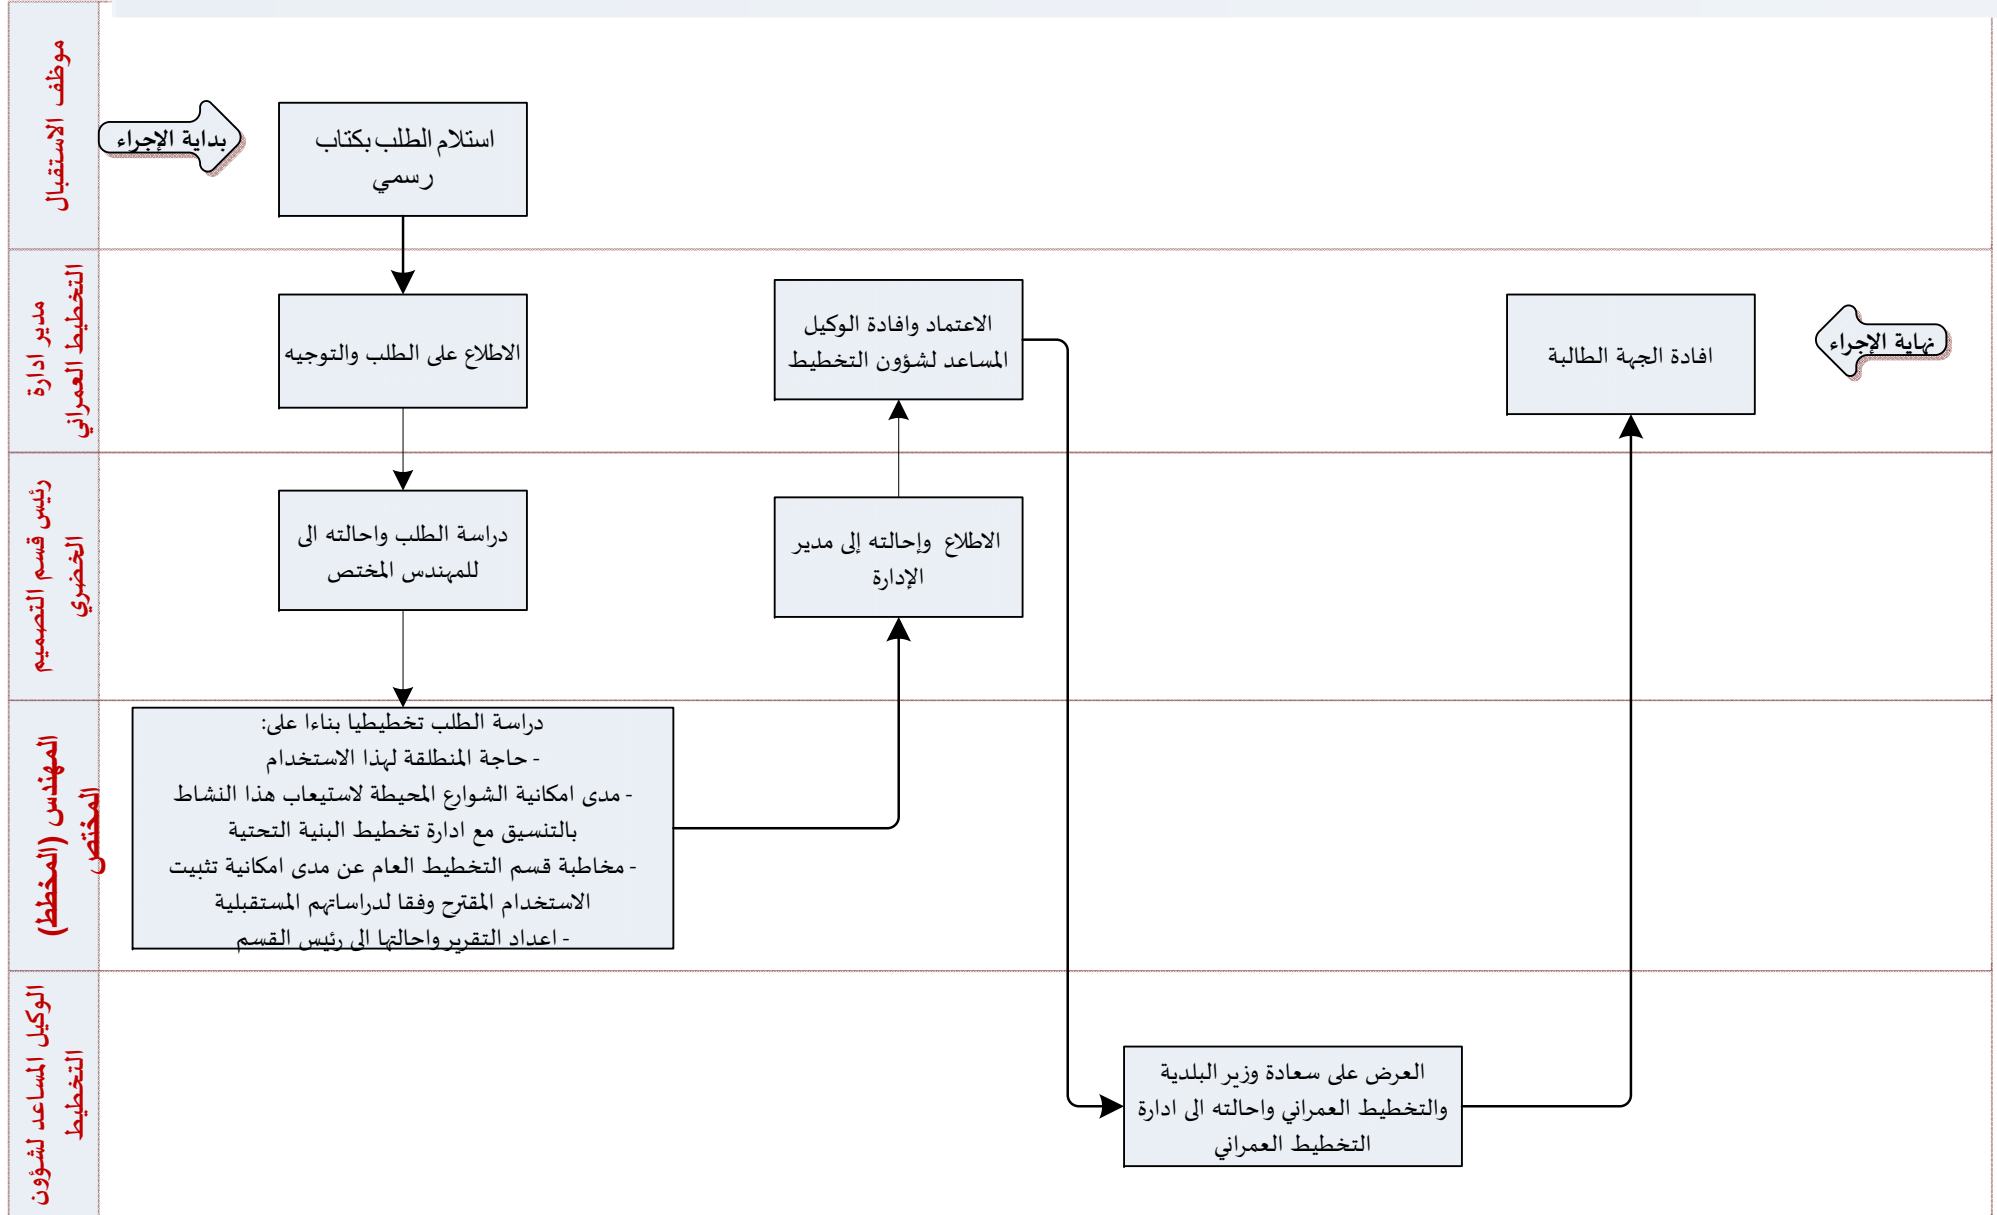 موظف الاستقبال
بداية الإجراء
استلام الطلب بكتاب
رسمي
مدير ادارة
التخطيط العمراني
الاطلاع على الطلب والتوجيه
الاعتماد وافادة الوكيل
المساعد لشؤون التخطيط
افادة الجهة الطالبة
نهاية الإجراء
رئيس قسم التصميم
الخضري
دراسة الطلب واحالته الى
للمهندس المختص
الاطلاع وإحالته إلى مدير
الإدارة
المهندس (المخطط)
المختص
دراسة الطلب تخطيطيا بناءا على:
- حاجة المنطلقة لهذا الاستخدام
- مدى امكانية الشوارع المحيطة لاستيعاب هذا النشاط
بالتنسيق مع ادارة تخطيط البنية التحتية
- مخاطبة قسم التخطيط العام عن مدى امكانية تثبيت
الاستخدام المقترح وفقا لدراساتهم المستقبلية
- اعداد التقرير واحالتها الى رئيس القسم
الوكيل المساعد لشؤون
التخطيط
العرض على سعادة وزير البلدية
والتخطيط العمراني واحالته الى ادارة
التخطيط العمراني